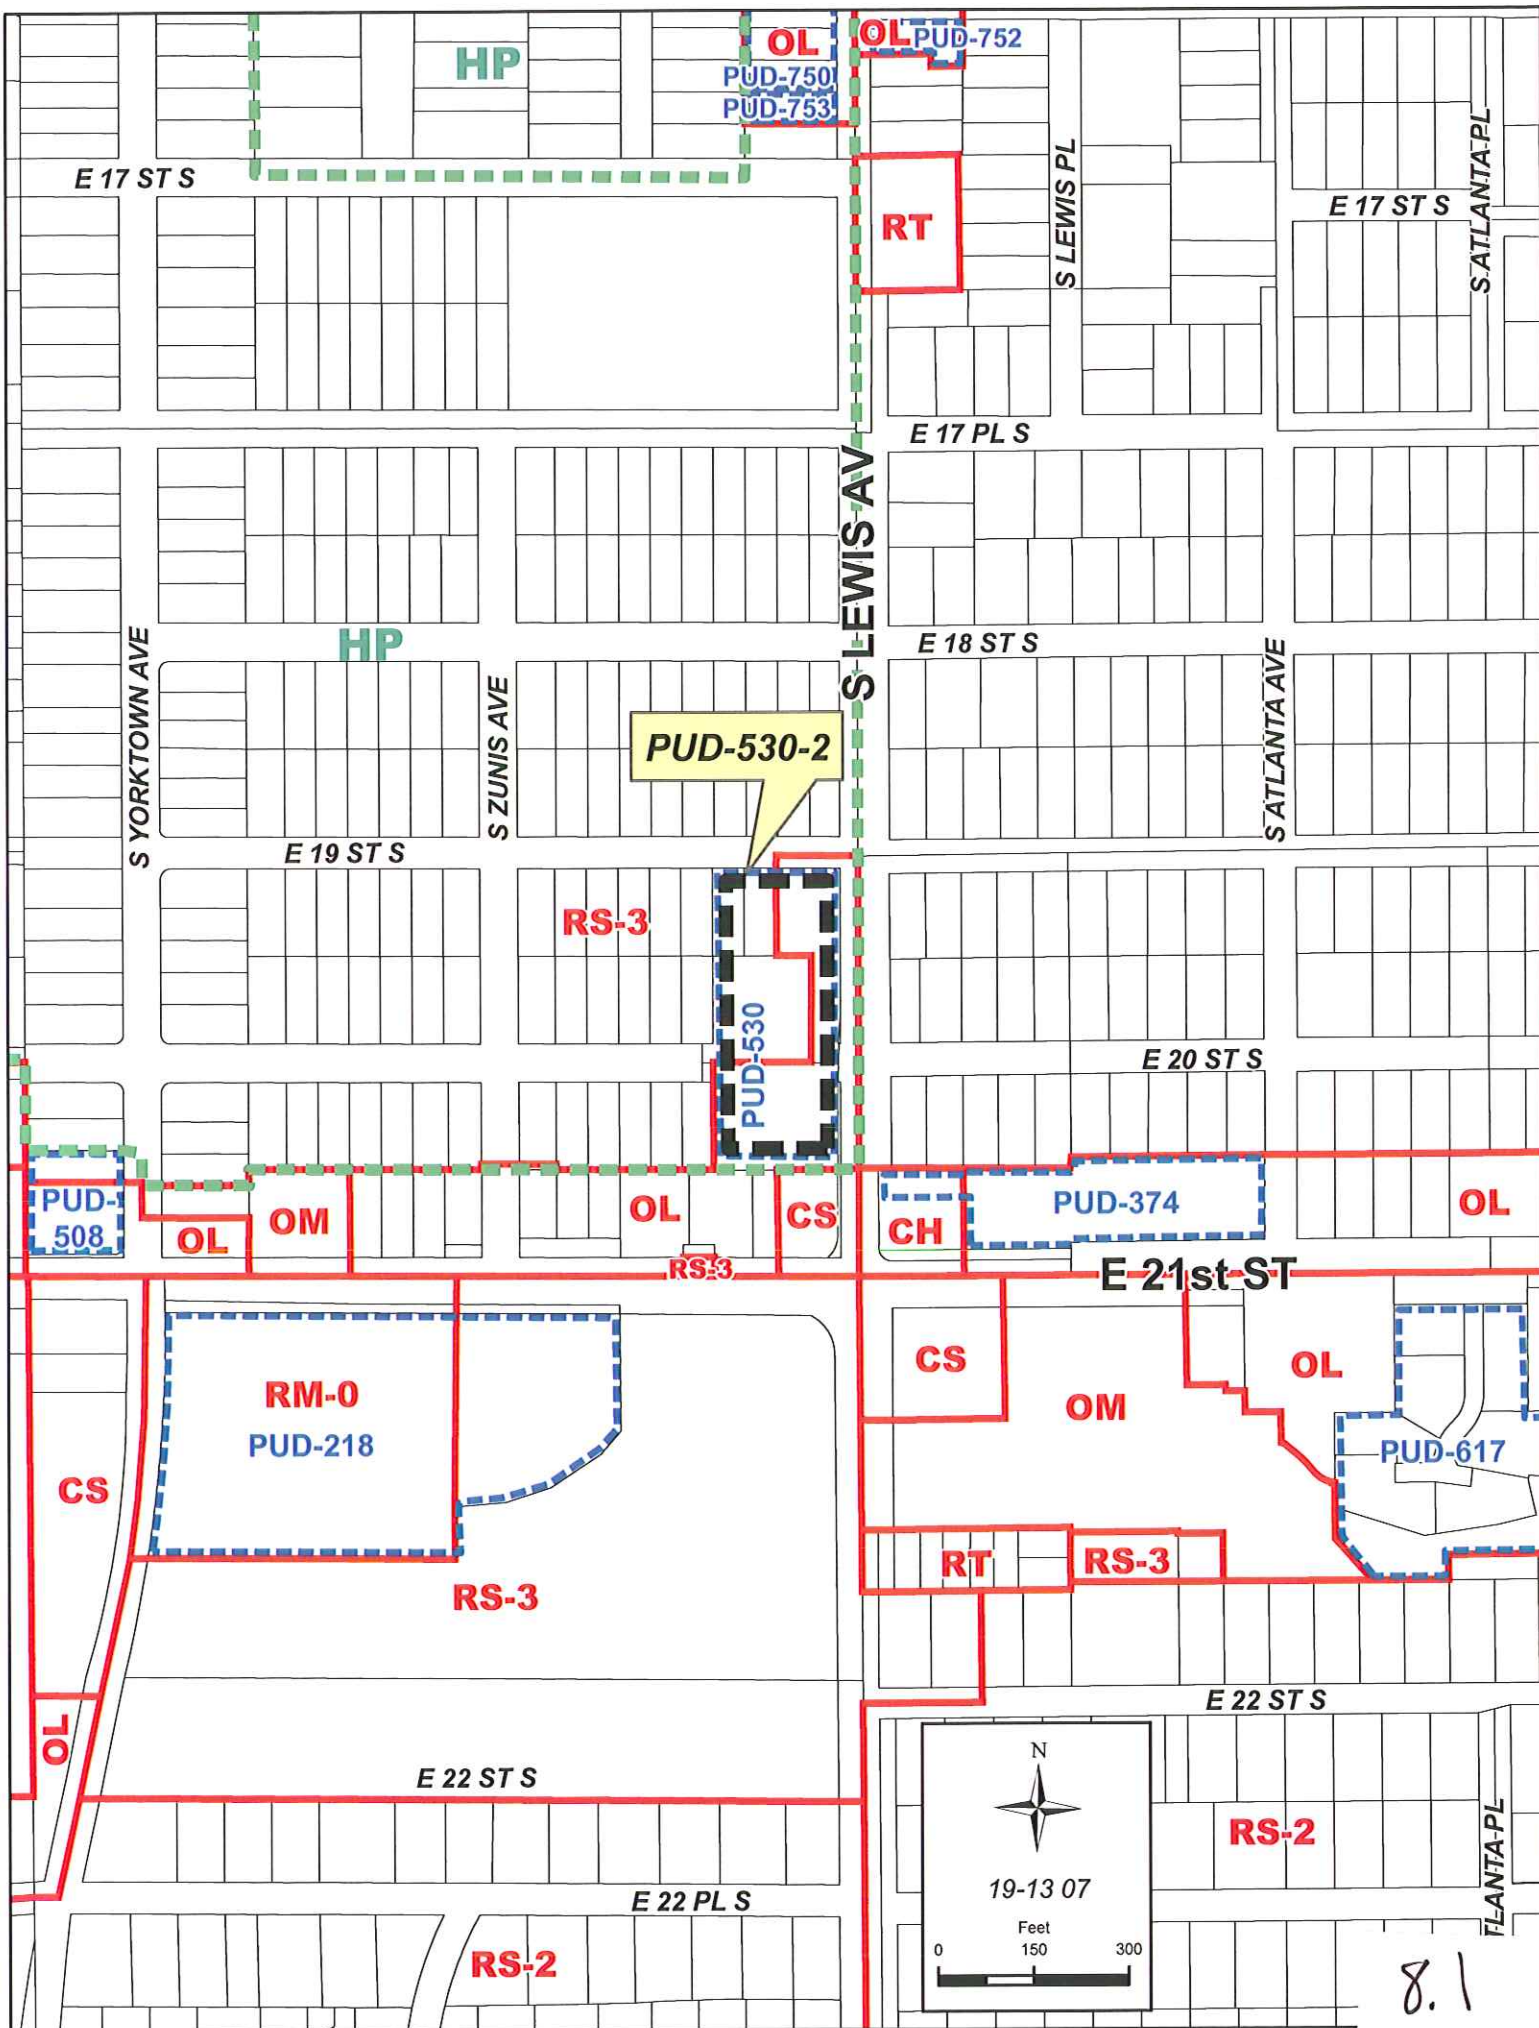 HP
OL
PUD-750
PUD-753
OL
PUD-752
E 17 ST S
RT
S LEWIS PL
E 17 ST S
S ATLANTA PL
E 17 PL S
S LEWIS AV
HP
E 18 ST S
S YORKTOWN AVE
S ZUNIS AVE
PUD-530-2
S ATLANTA AVE
E 19 ST S
RS-3
PUD-530
E 20 ST S
PUD-
508
OL
OM
OL
CS
CH
PUD-374
OL
RS-3
E 21st ST
RM-0
PUD-218
CS
OL
OM
PUD-617
CS
RT
RS-3
RS-3
E 22 ST S
OL
E 22 ST S
N
19-13 07
Feet
0 150 300
RS-2
TLANTA PL
E 22 PL S
RS-2
8.1